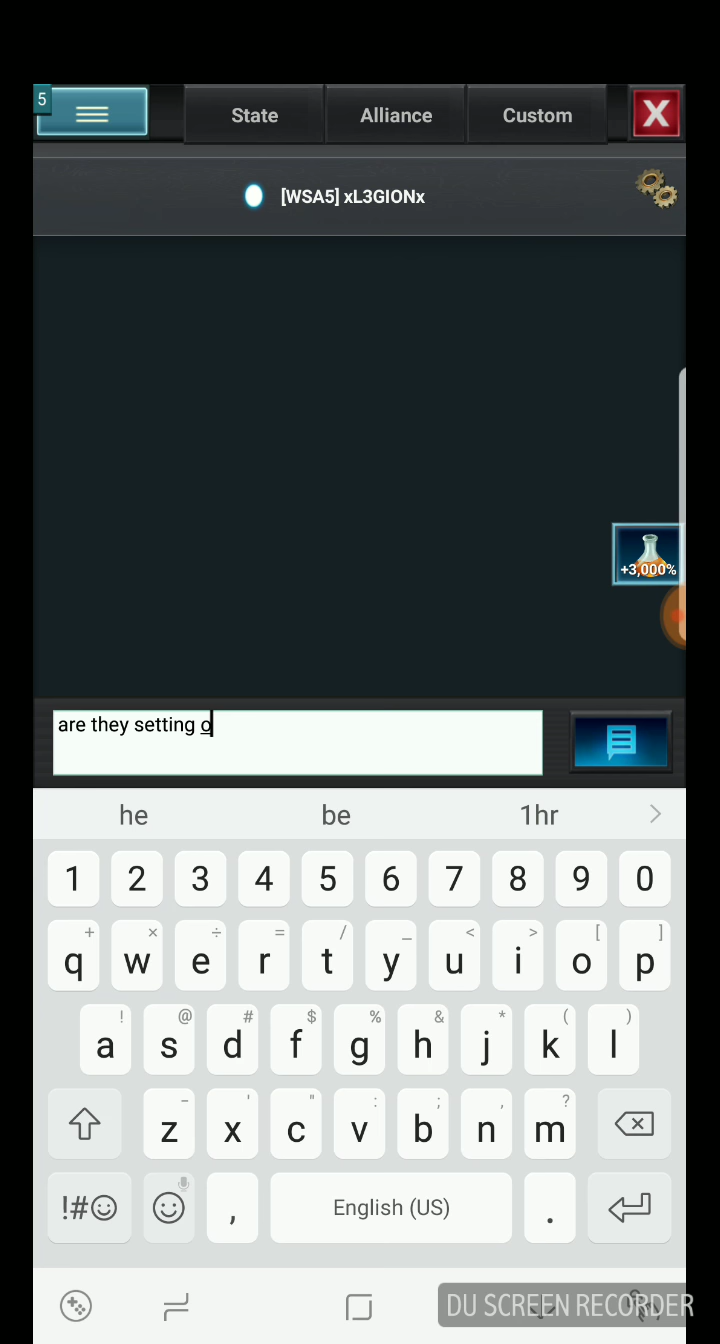 5
State Alliance Custom X
[WSA5] xL3GIONx
+3,000%
are they setting o
he be 1hr >
1 2 3 4 5 6 7 8 9 0
+ × ÷ = / _ < > [ ]
q w e r t y u i o p
! @ # $ % & * ( )
a s d f g h j k l
- ' " : ; , ?
z x c v b n m
!#☺ , English (US) .
DU SCREEN RECORDER